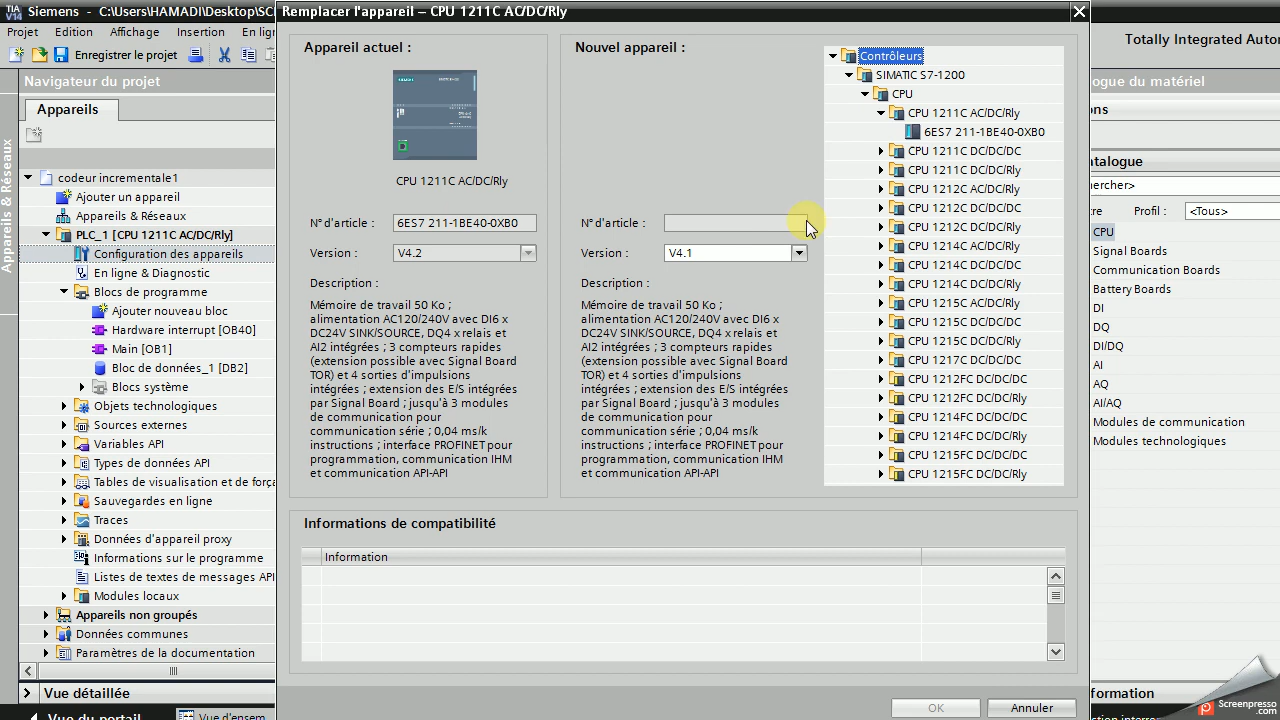 TIA V14
Siemens - C:\Users\HAMADI\Desktop\SC
Projet Edition Affichage Insertion En lign
Enregistrer le projet
Totally Integrated Auton
Navigateur du projet
Appareils
Appareils & Réseaux
codeur incrementale1
Ajouter un appareil
Appareils & Réseaux
PLC_1 [CPU 1211C AC/DC/Rly]
Configuration des appareils
En ligne & Diagnostic
Blocs de programme
Ajouter nouveau bloc
Hardware interrupt [OB40]
Main [OB1]
Bloc de données_1 [DB2]
Blocs système
Objets technologiques
Sources externes
Variables API
Types de données API
Tables de visualisation et de força
Sauvegardes en ligne
Traces
Données d'appareil proxy
Informations sur le programme
Listes de textes de messages API
Modules locaux
Appareils non groupés
Données communes
Paramètres de la documentation
Vue détaillée
Vue du portail
Vue d'ensem
Remplacer l'appareil -- CPU 1211C AC/DC/Rly
Appareil actuel :
SIEMENS
CPU 1211C AC/DC/Rly
N° d'article :
6ES7 211-1BE40-0XB0
Version :
V4.2
Description :
Mémoire de travail 50 Ko ;
alimentation AC120/240V avec DI6 x
DC24V SINK/SOURCE, DQ4 x relais et
AI2 intégrées ; 3 compteurs rapides
(extension possible avec Signal Board
TOR) et 4 sorties d'impulsions
intégrées ; extension des E/S intégrées
par Signal Board ; jusqu'à 3 modules
de communication pour
communication série ; 0,04 ms/k
instructions ; interface PROFINET pour
programmation, communication IHM
et communication API-API
Nouvel appareil :
N° d'article :
Version :
V4.1
Description :
Mémoire de travail 50 Ko ;
alimentation AC120/240V avec DI6 x
DC24V SINK/SOURCE, DQ4 x relais et
AI2 intégrées ; 3 compteurs rapides
(extension possible avec Signal Board
TOR) et 4 sorties d'impulsions
intégrées ; extension des E/S intégrées
par Signal Board ; jusqu'à 3 modules
de communication pour
communication série ; 0,04 ms/k
instructions ; interface PROFINET pour
programmation, communication IHM
et communication API-API
Contrôleurs
SIMATIC S7-1200
CPU
CPU 1211C AC/DC/Rly
6ES7 211-1BE40-0XB0
CPU 1211C DC/DC/DC
CPU 1211C DC/DC/Rly
CPU 1212C AC/DC/Rly
CPU 1212C DC/DC/DC
CPU 1212C DC/DC/Rly
CPU 1214C AC/DC/Rly
CPU 1214C DC/DC/DC
CPU 1214C DC/DC/Rly
CPU 1215C AC/DC/Rly
CPU 1215C DC/DC/DC
CPU 1215C DC/DC/Rly
CPU 1217C DC/DC/DC
CPU 1212FC DC/DC/DC
CPU 1212FC DC/DC/Rly
CPU 1214FC DC/DC/DC
CPU 1214FC DC/DC/Rly
CPU 1215FC DC/DC/DC
CPU 1215FC DC/DC/Rly
Informations de compatibilité
Information
OK
Annuler
ogue du matériel
ons
atalogue
ercher>
tre Profil : <Tous>
CPU
Signal Boards
Communication Boards
Battery Boards
DI
DQ
DI/DQ
AI
AQ
AI/AQ
Modules de communication
Modules technologiques
formation
Screenpresso
.com